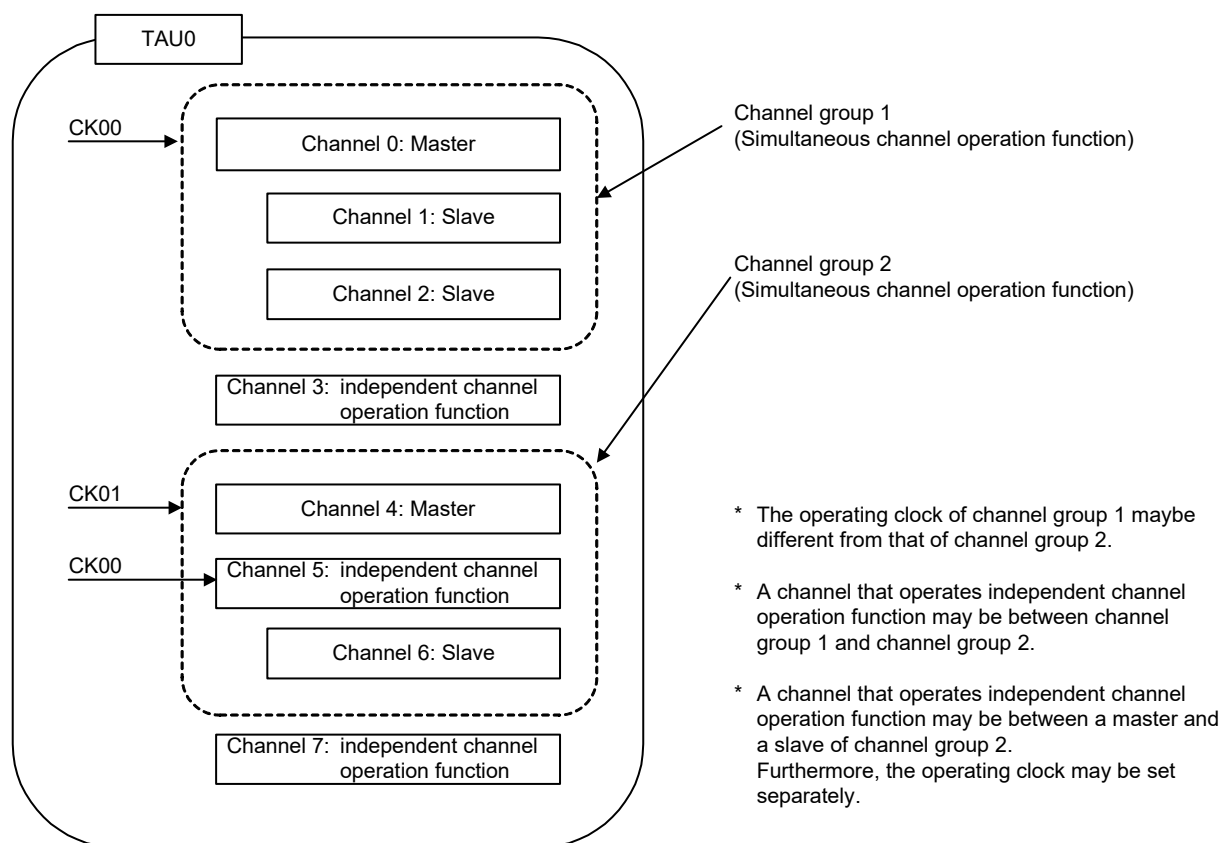 TAU0
CK00
Channel 0: Master
Channel 1: Slave
Channel 2: Slave
Channel group 1
(Simultaneous channel operation function)
Channel group 2
(Simultaneous channel operation function)
Channel 3: independent channel
operation function
CK01
Channel 4: Master
CK00
Channel 5: independent channel
operation function
Channel 6: Slave
Channel 7: independent channel
operation function
* The operating clock of channel group 1 maybe
different from that of channel group 2.
* A channel that operates independent channel
operation function may be between channel
group 1 and channel group 2.
* A channel that operates independent channel
operation function may be between a master and
a slave of channel group 2.
Furthermore, the operating clock may be set
separately.